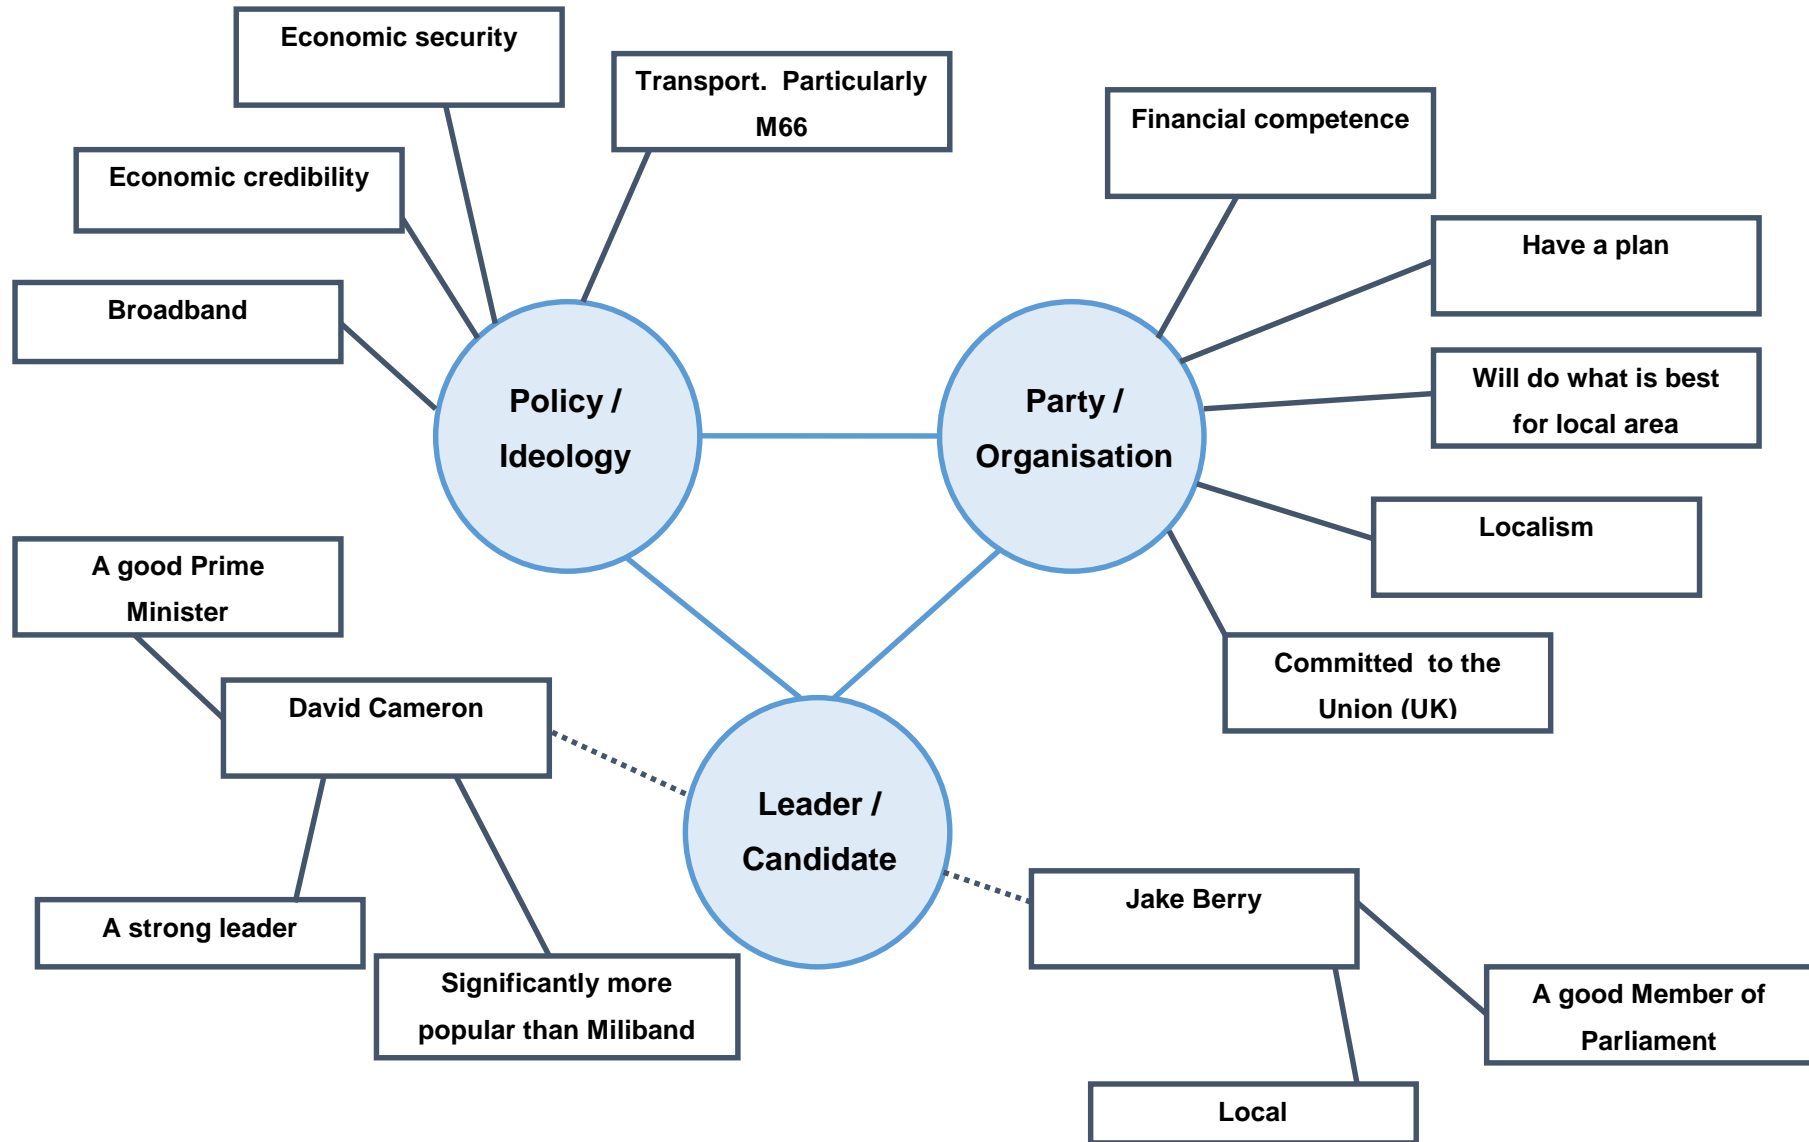 Economic security
Transport.  Particularly
M66
Financial competence
Economic credibility
Have a plan
Broadband
Will do what is best
for local area
Policy /
Ideology
Party /
Organisation
Localism
A good Prime
Minister
Committed  to the
Union (UK)
David Cameron
Leader /
Candidate
Jake Berry
A strong leader
Significantly more
popular than Miliband
A good Member of
Parliament
Local